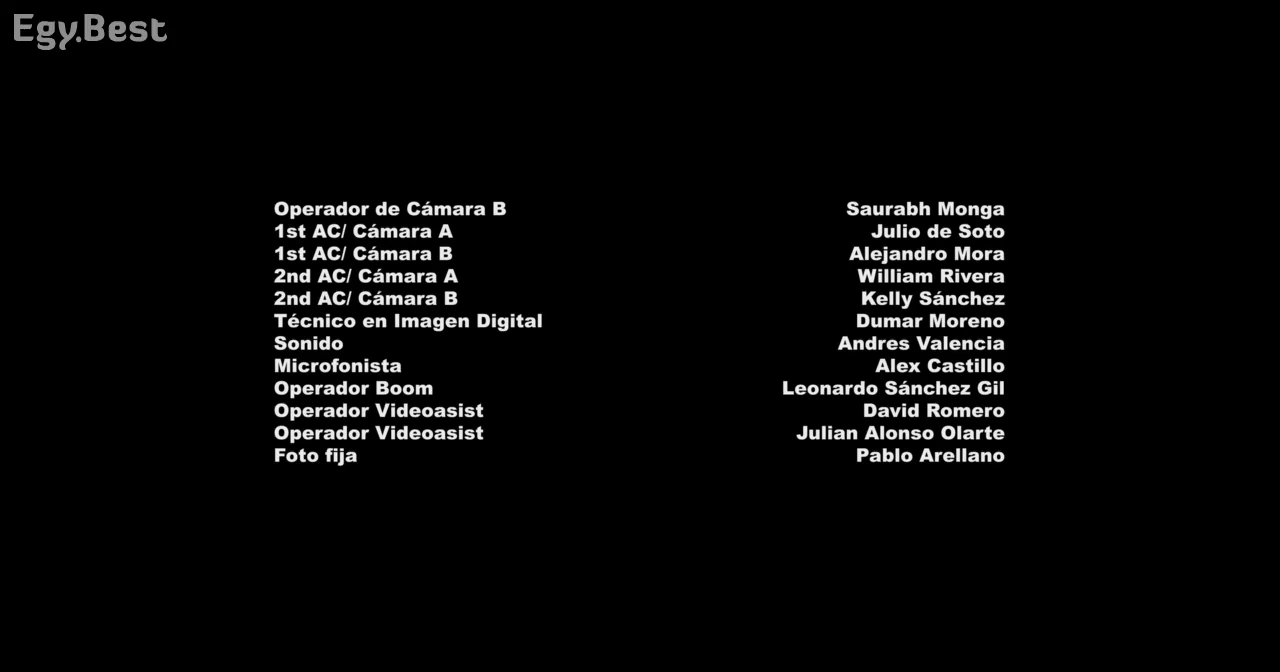 Egy.Best
Operador de Cámara B Saurabh Monga
1st AC/ Cámara A Julio de Soto
1st AC/ Cámara B Alejandro Mora
2nd AC/ Cámara A William Rivera
2nd AC/ Cámara B Kelly Sánchez
Técnico en Imagen Digital Dumar Moreno
Sonido Andres Valencia
Microfonista Alex Castillo
Operador Boom Leonardo Sánchez Gil
Operador Videoasist David Romero
Operador Videoasist Julian Alonso Olarte
Foto fija Pablo Arellano